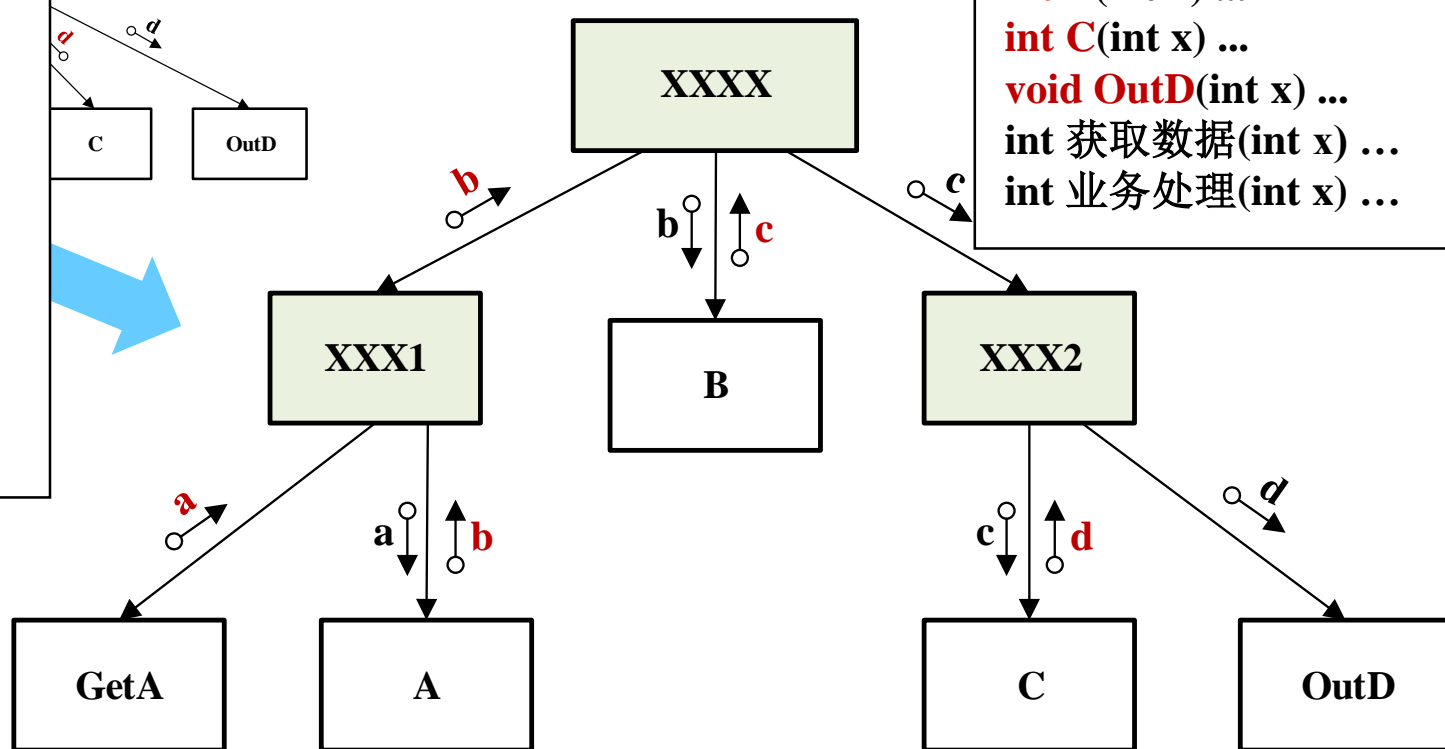 d
d
C
OutD
int C(int x) ...
void OutD(int x) ...
int 获取数据(int x) …
int 业务处理(int x) …
XXXX
b
b
c
c
XXX1
B
XXX2
a
a
b
c
d
d
GetA
A
C
OutD